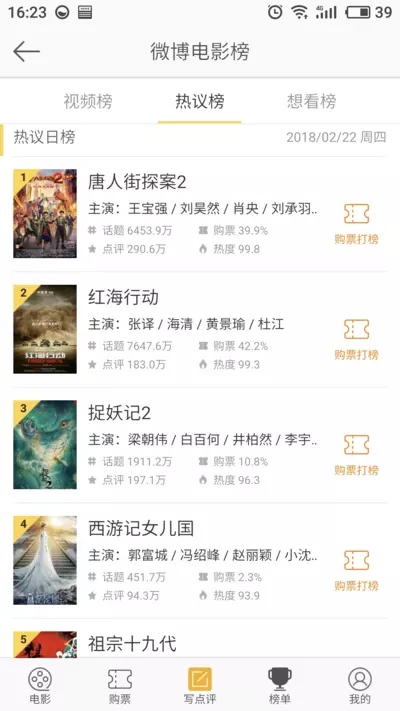 16:23
4G
39
微博电影榜
视频榜
热议榜
想看榜
热议日榜
2018/02/22 周四
1
唐人街探案2
主演：王宝强 / 刘昊然 / 肖央 / 刘承羽..
# 话题 6453.9万
购票 39.9%
点评 290.6万
热度 99.8
购票打榜
2
红海行动
主演：张译 / 海清 / 黄景瑜 / 杜江
# 话题 7647.6万
购票 42.2%
点评 183.0万
热度 99.3
购票打榜
3
捉妖记2
主演：梁朝伟 / 白百何 / 井柏然 / 李宇..
# 话题 1911.2万
购票 10.8%
点评 197.1万
热度 96.3
购票打榜
4
西游记女儿国
主演：郭富城 / 冯绍峰 / 赵丽颖 / 小沈..
# 话题 451.7万
购票 2.3%
点评 94.3万
热度 93.9
购票打榜
5
祖宗十九代
电影
购票
写点评
榜单
我的